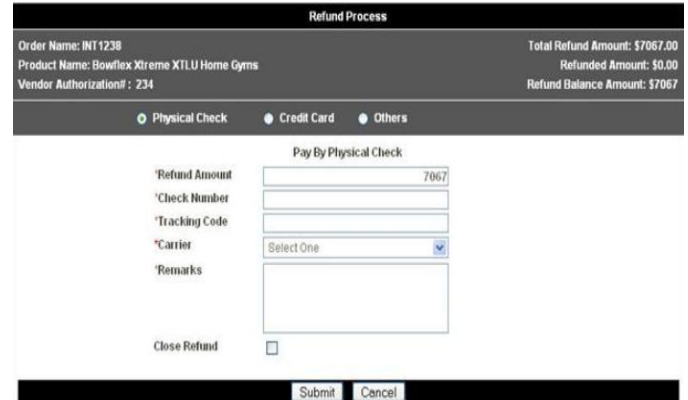 Refund Process
Order Name: INT1238
Total Refund Amount: $7067.00
Product Name: Bowflex Xtreme XTLU Home Gyms
Refunded Amount: $0.00
Vendor Authorization# : 234
Refund Balance Amount: $7067
Physical Check Credit Card Others
Pay By Physical Check
*Refund Amount 7067
*Check Number
*Tracking Code
*Carrier Select One
*Remarks
Close Refund
Submit Cancel